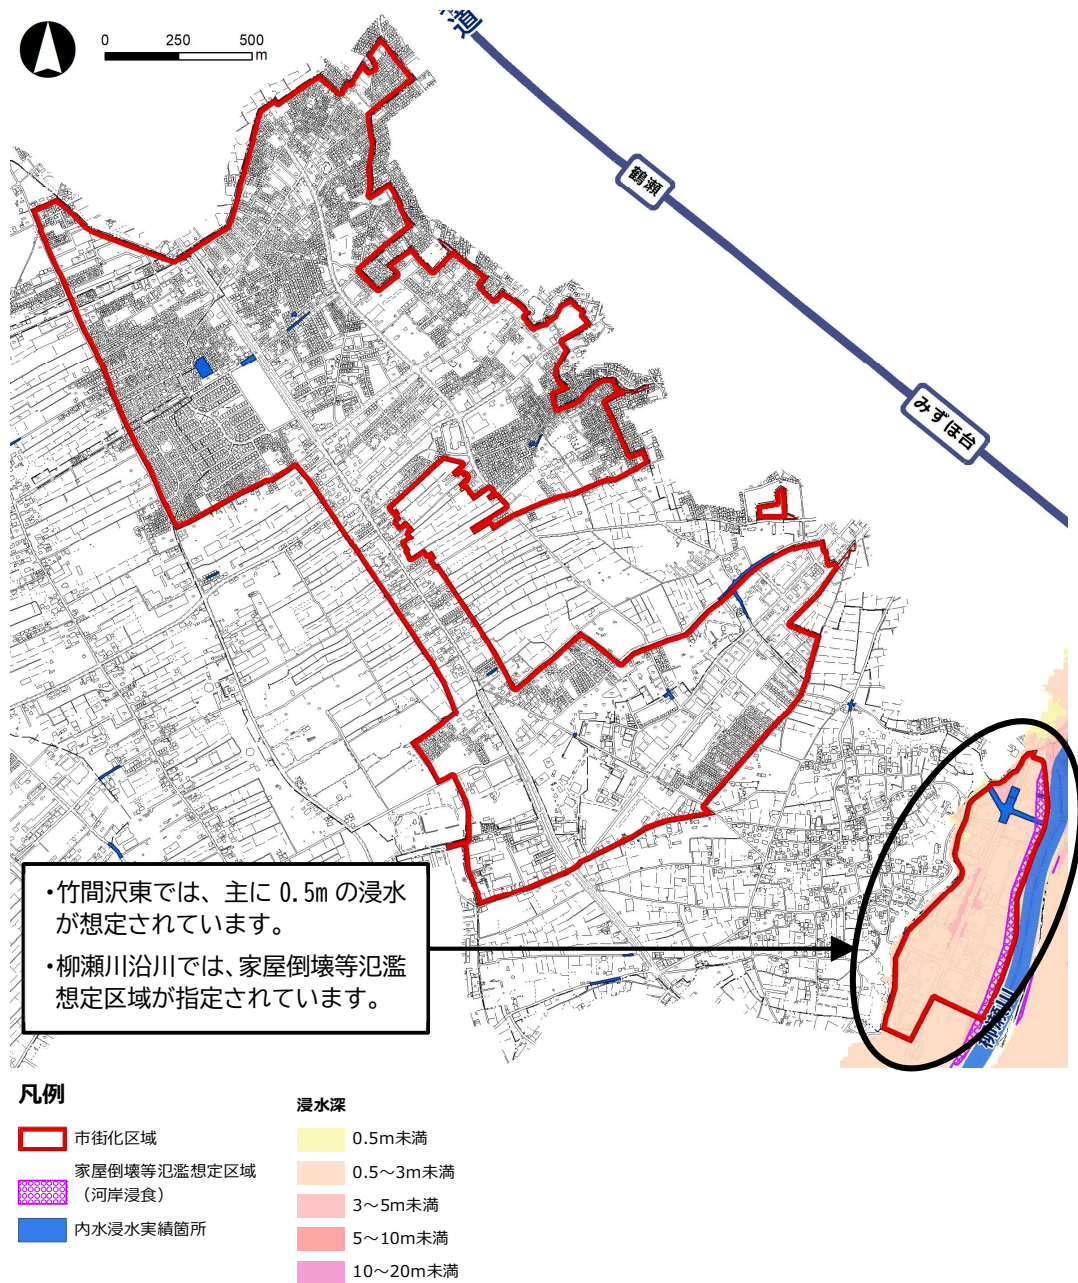 道
0 250 500
m
鶴瀬
みずほ台
・竹間沢東では、主に 0.5m の浸水
が想定されています。
・柳瀬川沿川では、家屋倒壊等氾濫
想定区域が指定されています。
柳瀬川
凡例
市街化区域
家屋倒壊等氾濫想定区域
（河岸浸食）
内水浸水実績箇所
浸水深
0.5m未満
0.5～3m未満
3～5m未満
5～10m未満
10～20m未満